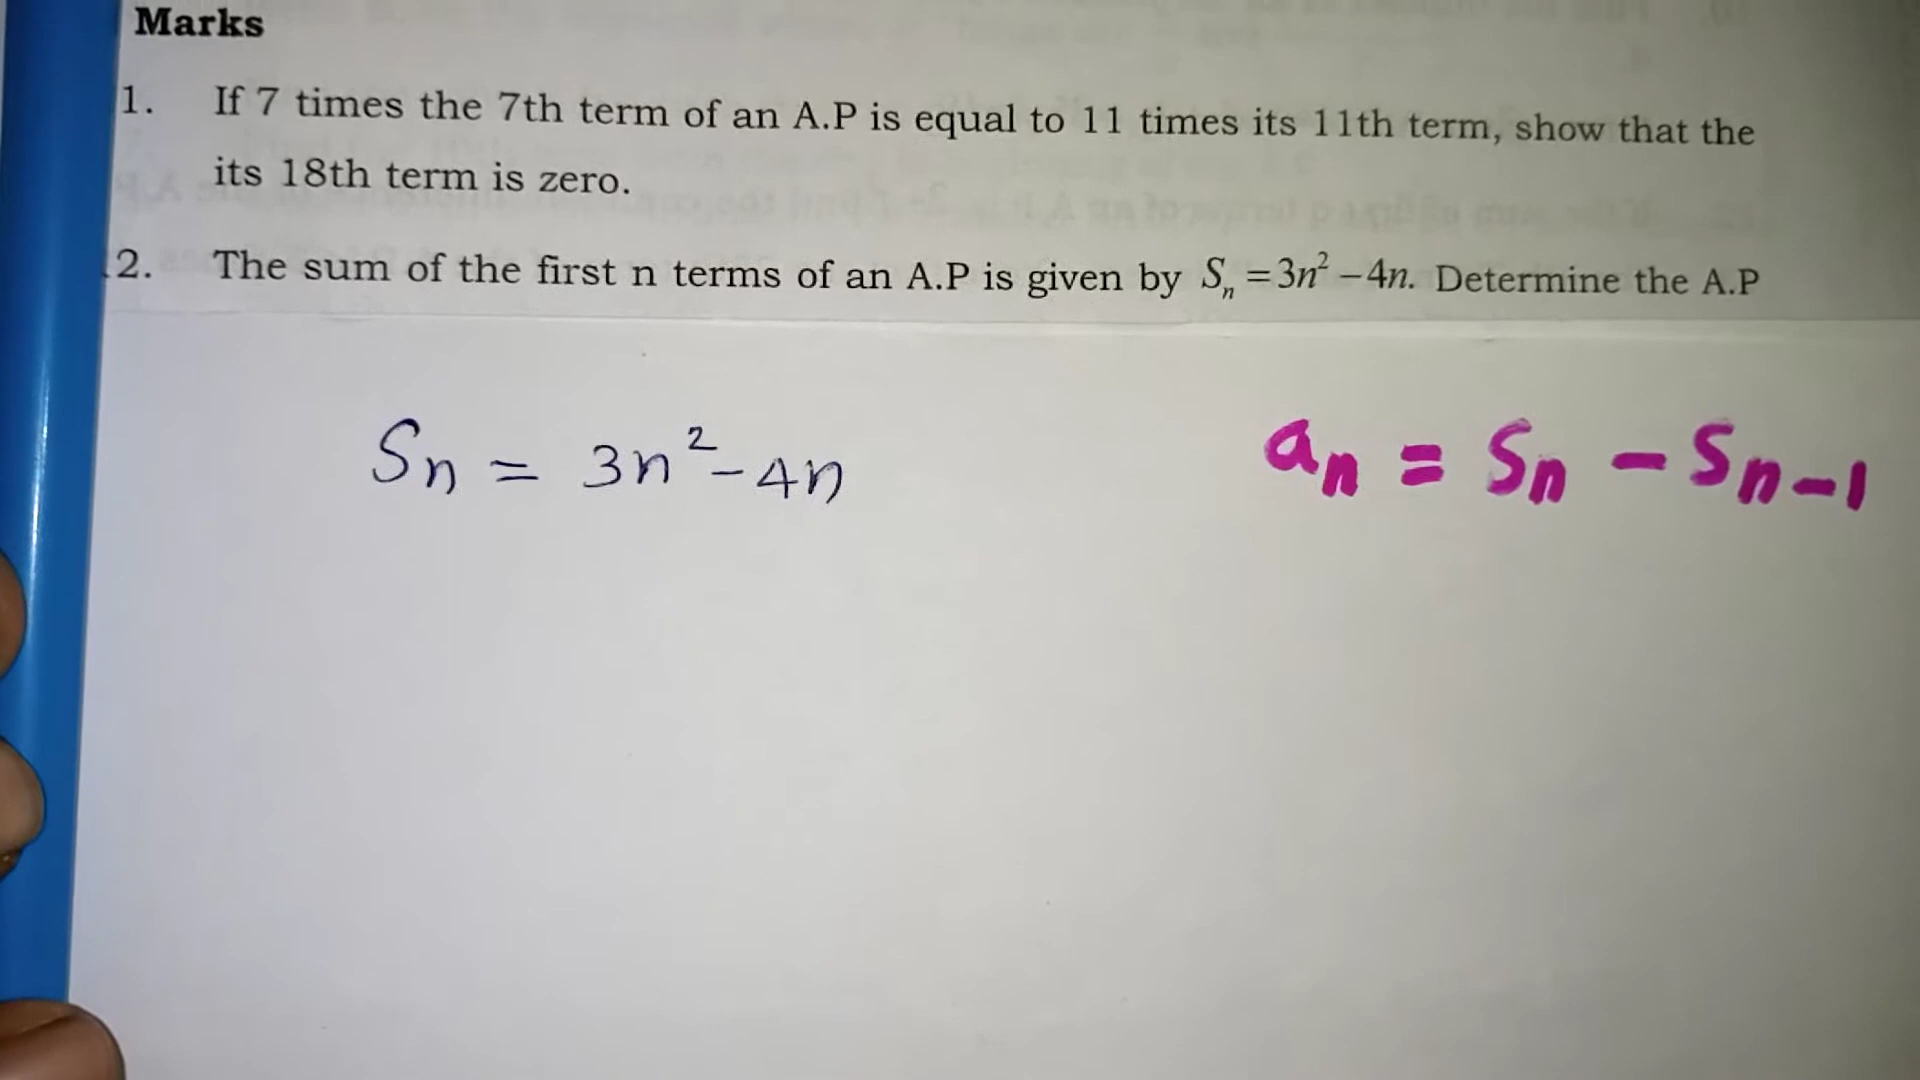 Marks
1. If 7 times the 7th term of an A.P is equal to 11 times its 11th term, show that the
its 18th term is zero.
2. The sum of the first n terms of an A.P is given by Sₙ = 3n² – 4n. Determine the A.P
Sₙ = 3n² – 4n
aₙ = Sₙ – Sₙ₋₁